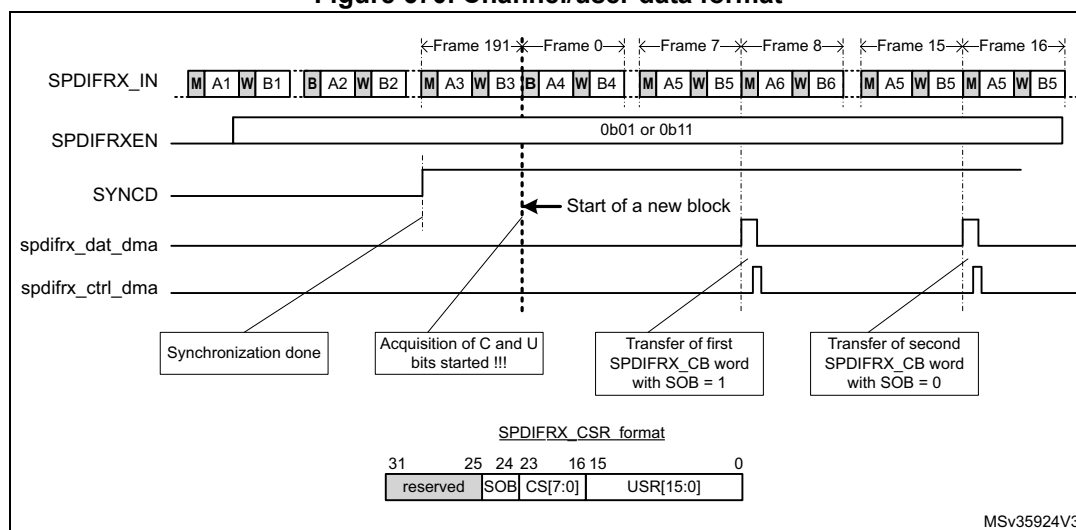 Figure 670. Channel/user data format
Frame 191 Frame 0 Frame 7 Frame 8 Frame 15 Frame 16
SPDIFRX_IN M A1 W B1 B A2 W B2 M A3 W B3 B A4 W B4 M A5 W B5 M A6 W B6 M A5 W B5 M A5 W B5
SPDIFRXEN 0b01 or 0b11
SYNCD
Start of a new block
spdifrx_dat_dma
spdifrx_ctrl_dma
Synchronization done
Acquisition of C and U
bits started !!!
Transfer of first
SPDIFRX_CB word
with SOB = 1
Transfer of second
SPDIFRX_CB word
with SOB = 0
SPDIFRX_CSR format
31 25 24 23 16 15 0
reserved SOB CS[7:0] USR[15:0]
MSv35924V3